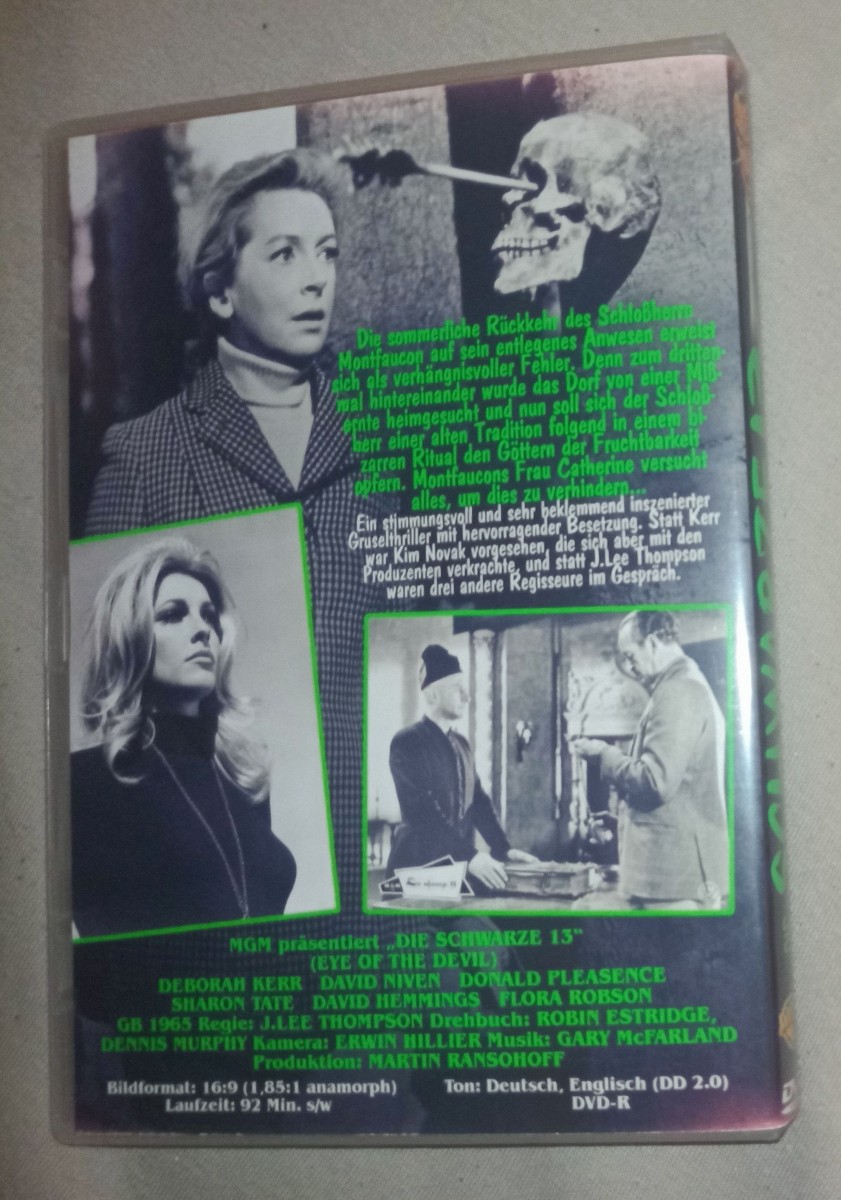 Die sommerliche Rückkehr des Schloßherrn
Montfaucon auf sein entlegenes Anwesen erweist
sich als verhängnisvoller Fehler. Denn zum dritten-
mal hintereinander wurde das Dorf von einer Miß-
ernte heimgesucht und nun soll sich der Schloß-
herr einer alten Tradition folgend in einem bi-
zarren Ritual den Göttern der Fruchtbarkeit
opfern. Montfaucons Frau Catherine versucht
alles, um dies zu verhindern...
Ein stimmungsvoll und sehr beklemmend inszenierter
Gruselthriller mit hervorragender Besetzung. Statt Kerr
war Kim Novak vorgesehen, die sich aber mit den
Produzenten verkrachte, und statt J.Lee Thompson
waren drei andere Regisseure im Gespräch.
MGM präsentiert „DIE SCHWARZE 13“
(EYE OF THE DEVIL)
DEBORAH KERR DAVID NIVEN DONALD PLEASENCE
SHARON TATE DAVID HEMMINGS FLORA ROBSON
GB 1965 Regie: J.LEE THOMPSON Drehbuch: ROBIN ESTRIDGE,
DENNIS MURPHY Kamera: ERWIN HILLIER Musik: GARY McFARLAND
Produktion: MARTIN RANSOHOFF
Bildformat: 16:9 (1,85:1 anamorph)
Laufzeit: 92 Min. s/w
Ton: Deutsch, Englisch (DD 2.0)
DVD-R
SCHWARZE 13